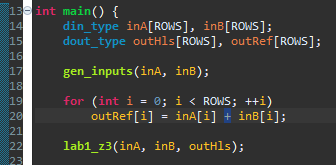 13 int main() {
14 din_type inA[ROWS], inB[ROWS];
15 dout_type outHls[ROWS], outRef[ROWS];
16
17 gen_inputs(inA, inB);
18
19 for (int i = 0; i < ROWS; ++i)
20 outRef[i] = inA[i] + inB[i];
21
22 lab1_z3(inA, inB, outHls);